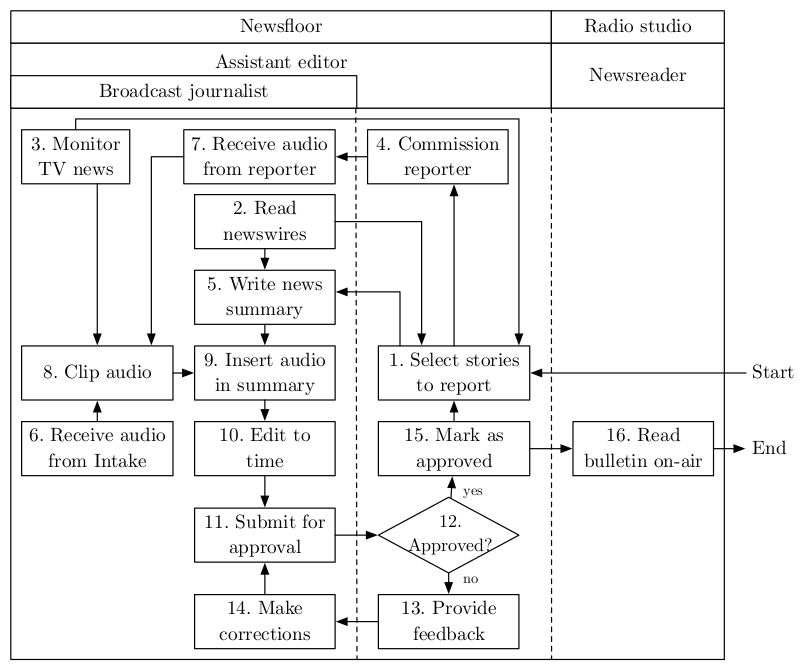 Newsfloor
Radio studio
Assistant editor
Newsreader
Broadcast journalist
3. Monitor
TV news
7. Receive audio
from reporter
4. Commission
reporter
2. Read
newswires
5. Write news
summary
8. Clip audio
9. Insert audio
in summary
1. Select stories
to report
Start
6. Receive audio
from Intake
10. Edit to
time
15. Mark as
approved
16. Read
bulletin on-air
End
yes
11. Submit for
approval
12.
Approved?
no
14. Make
corrections
13. Provide
feedback